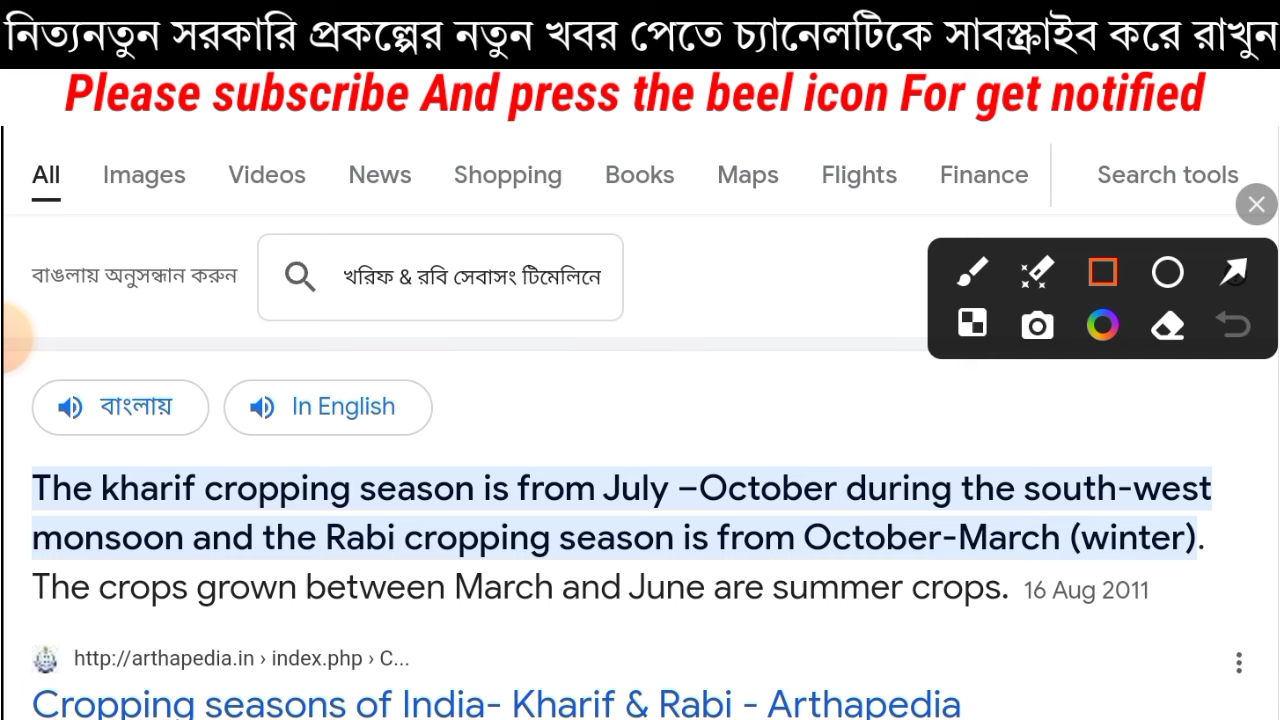 নিত্যনতুন সরকারি প্রকল্পের নতুন খবর পেতে চ্যানেলটিকে সাবস্ক্রাইব করে রাখুন
Please subscribe And press the beel icon For get notified
All Images Videos News Shopping Books Maps Flights Finance Search tools
বাঙলায় অনুসন্ধান করুন খরিফ & রবি সেবাসং টিমেলিনে
বাংলায় In English
The kharif cropping season is from July –October during the south-west
monsoon and the Rabi cropping season is from October-March (winter).
The crops grown between March and June are summer crops. 16 Aug 2011
http://arthapedia.in › index.php › C...
Cropping seasons of India- Kharif & Rabi - Arthapedia